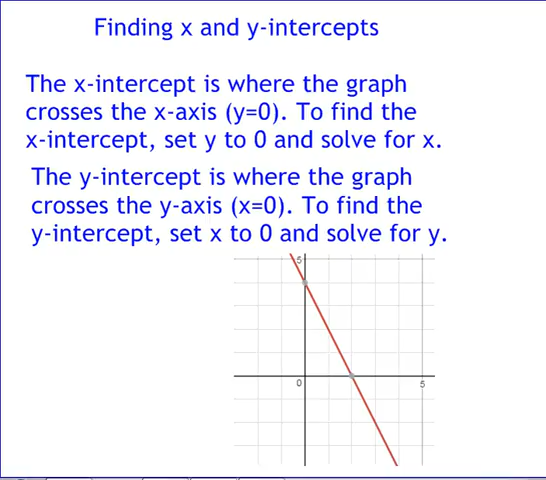 Finding x and y-intercepts
The x-intercept is where the graph
crosses the x-axis (y=0). To find the
x-intercept, set y to 0 and solve for x.
The y-intercept is where the graph
crosses the y-axis (x=0). To find the
y-intercept, set x to 0 and solve for y.
5
0
5